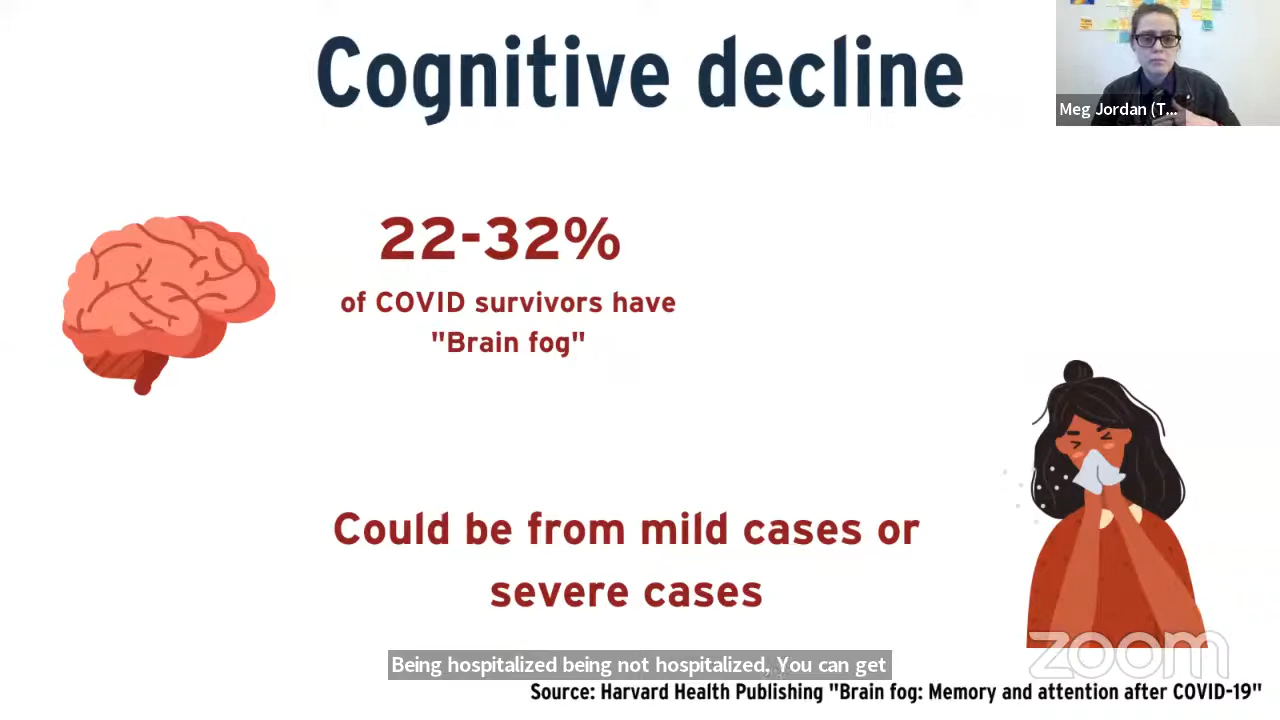 Cognitive decline
Meg Jordan (T...
22-32%
of COVID survivors have
"Brain fog"
Could be from mild cases or
severe cases
zoom
Being hospitalized being not hospitalized, You can get
Source: Harvard Health Publishing "Brain fog: Memory and attention after COVID-19"